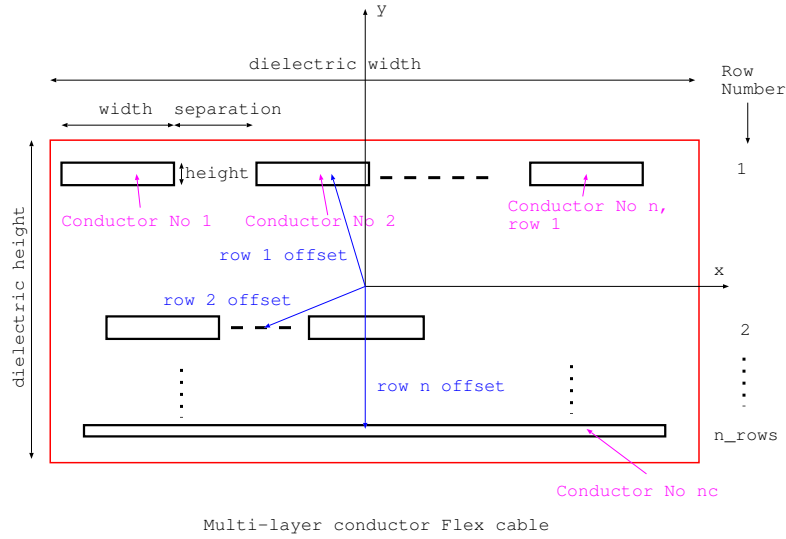 y
dielectric width
Row
Number
width
separation
1
height
Conductor No 1
Conductor No 2
Conductor No n,
row 1
row 1 offset
x
dielectric height
row 2 offset
2
row n offset
n_rows
Conductor No nc
Multi-layer conductor Flex cable